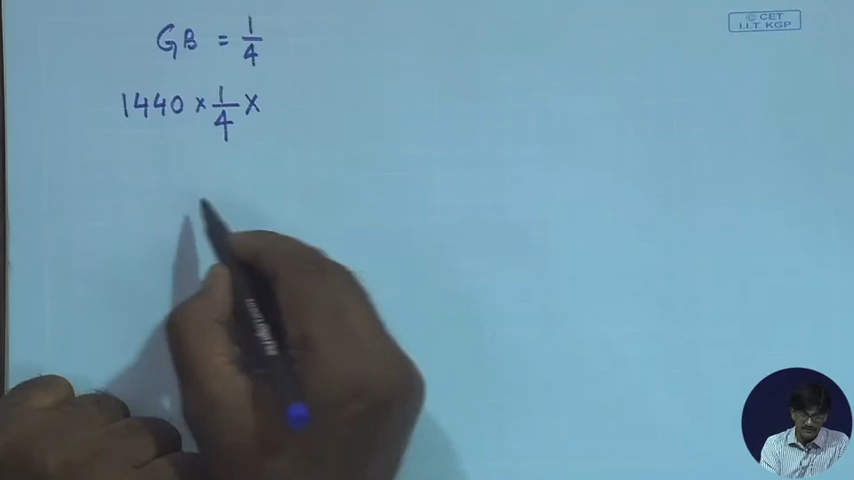 GB = 1/4
1440 × 1/4 ×
© CET
I.I.T. KGP